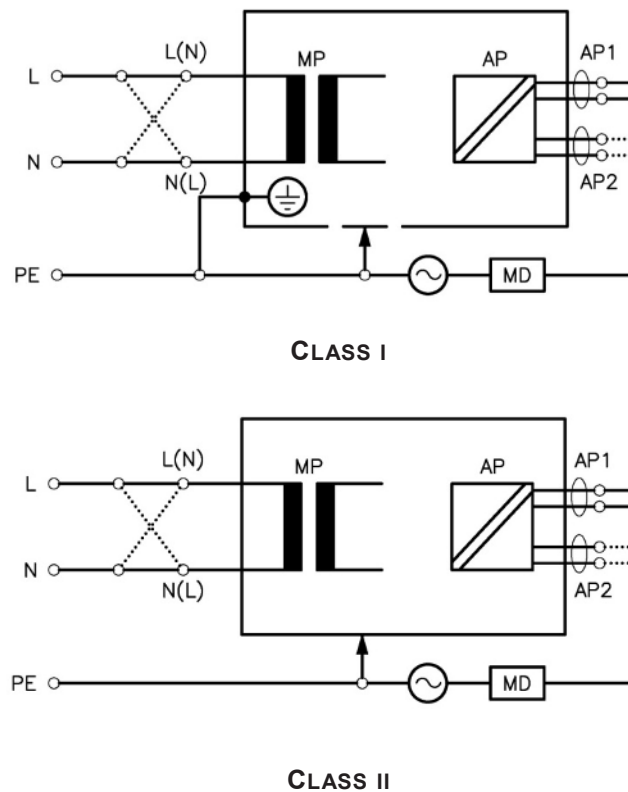 L(N)
MP
AP
AP1
L
N
N(L)
AP2
PE
MD
CLASS I
L(N)
MP
AP
AP1
L
N
N(L)
AP2
PE
MD
CLASS II